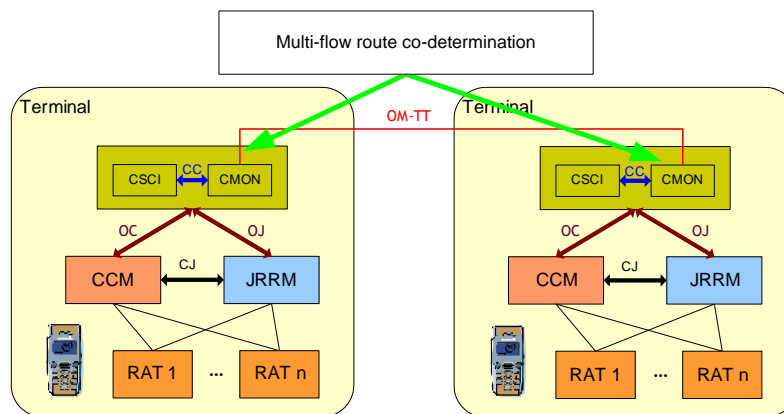 Multi-flow route co-determination
Terminal
Terminal
OM-TT
CSCI
CC
CMON
CSCI
CC
CMON
OC
OJ
OC
OJ
CCM
CJ
JRRM
CCM
CJ
JRRM
RAT 1
...
RAT n
RAT 1
...
RAT n